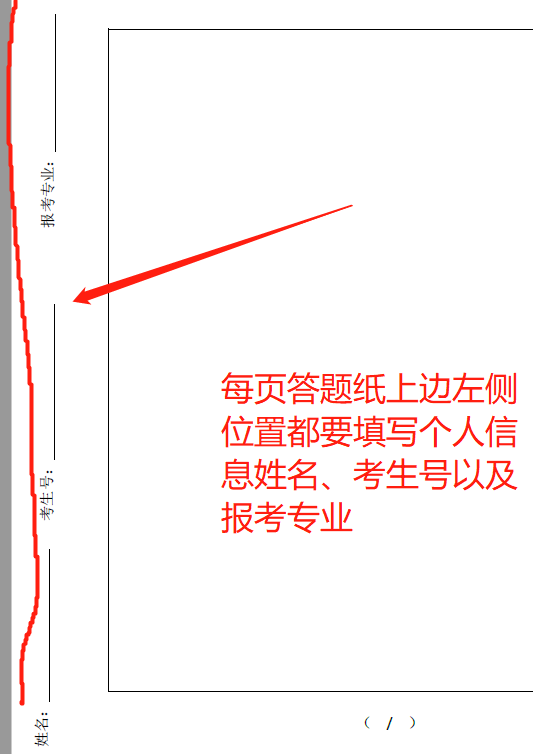 报考专业:
考生号:
姓名:
每页答题纸上边左侧
位置都要填写个人信
息姓名、考生号以及
报考专业
( / )